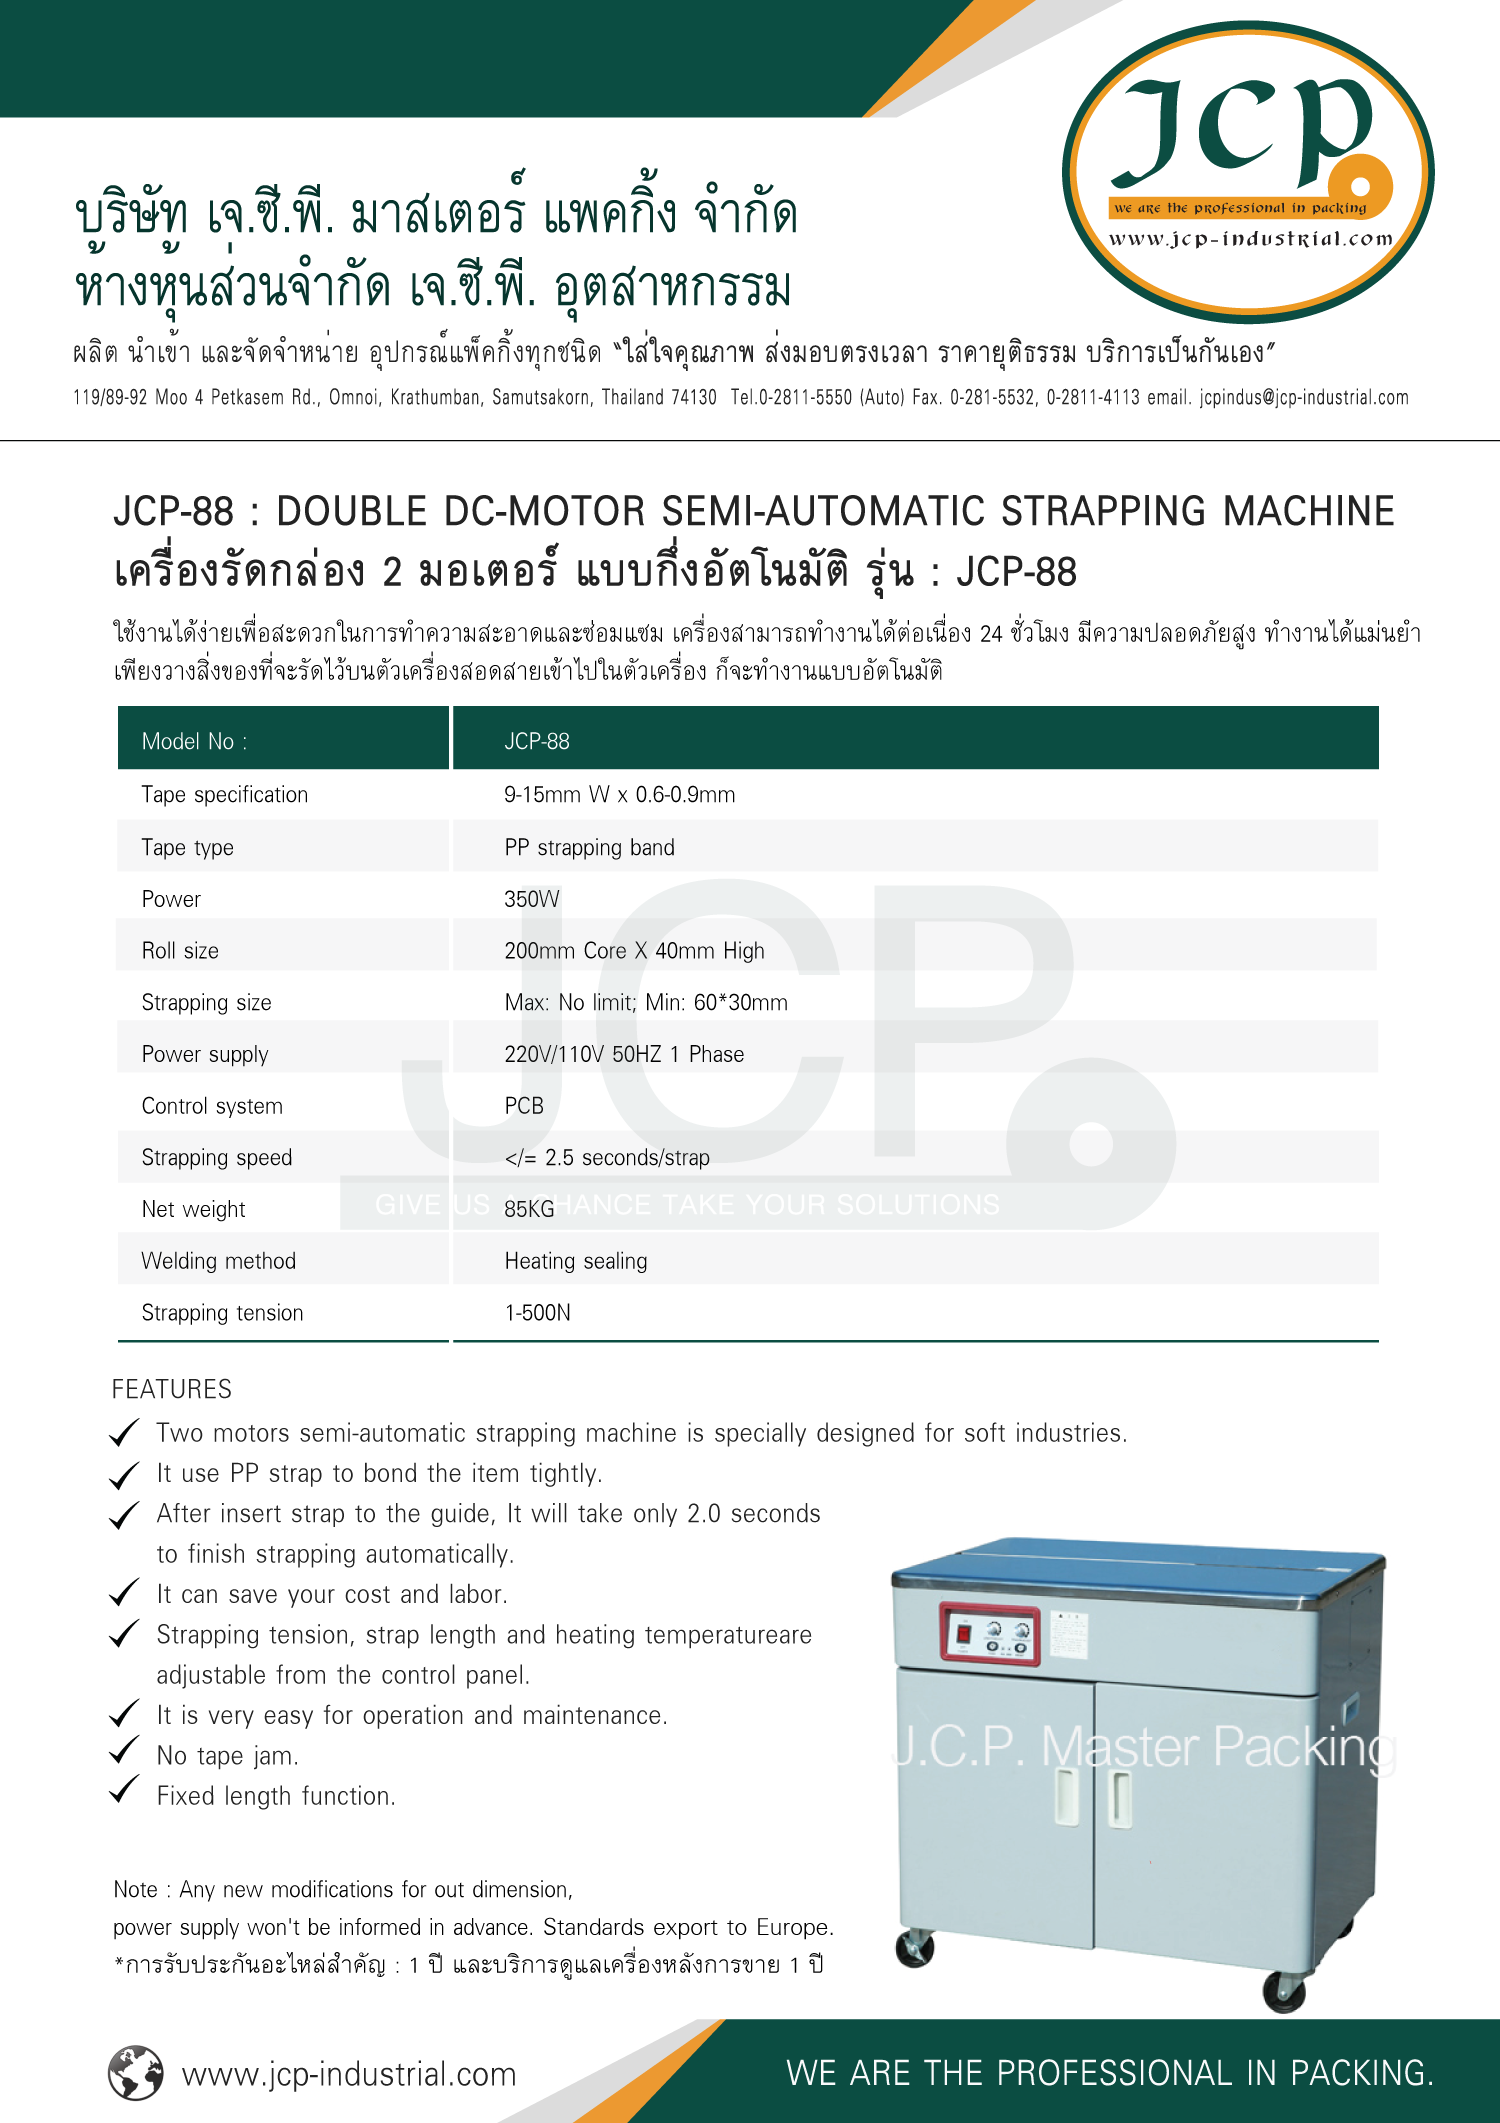 JCP
we are the professional in packing
www.jcp-industrial.com
บริษัท เจ.ซี.พี. มาสเตอร์ แพคกิ้ง จำกัด
ห้างหุ้นส่วนจำกัด เจ.ซี.พี. อุตสาหกรรม
ผลิต นำเข้า และจัดจำหน่าย อุปกรณ์แพ็คกิ้งทุกชนิด "ใส่ใจคุณภาพ ส่งมอบตรงเวลา ราคายุติธรรม บริการเป็นกันเอง"
119/89-92 Moo 4 Petkasem Rd., Omnoi, Krathumban, Samutsakorn, Thailand 74130 Tel.0-2811-5550 (Auto) Fax. 0-281-5532, 0-2811-4113 email. jcpindus@jcp-industrial.com
JCP-88 : DOUBLE DC-MOTOR SEMI-AUTOMATIC STRAPPING MACHINE
เครื่องรัดกล่อง 2 มอเตอร์ แบบกึ่งอัตโนมัติ รุ่น : JCP-88
ใช้งานได้ง่ายเพื่อสะดวกในการทำความสะอาดและซ่อมแซม เครื่องสามารถทำงานได้ต่อเนื่อง 24 ชั่วโมง มีความปลอดภัยสูง ทำงานได้แม่นยำ
เพียงวางสิ่งของที่จะรัดไว้บนตัวเครื่องสอดสายเข้าไปในตัวเครื่อง ก็จะทำงานแบบอัตโนมัติ
Model No : JCP-88
Tape specification 9-15mm W x 0.6-0.9mm
Tape type PP strapping band
Power 350W
Roll size 200mm Core X 40mm High
Strapping size Max: No limit; Min: 60*30mm
Power supply 220V/110V 50HZ 1 Phase
Control system PCB
Strapping speed </= 2.5 seconds/strap
Net weight 85KG
Welding method Heating sealing
Strapping tension 1-500N
JCP
GIVE US A CHANCE TAKE YOUR SOLUTIONS
FEATURES
Two motors semi-automatic strapping machine is specially designed for soft industries.
It use PP strap to bond the item tightly.
After insert strap to the guide, It will take only 2.0 seconds
to finish strapping automatically.
It can save your cost and labor.
Strapping tension, strap length and heating temperatureare
adjustable from the control panel.
It is very easy for operation and maintenance.
No tape jam.
Fixed length function.
J.C.P. Master Packing
Note : Any new modifications for out dimension,
power supply won't be informed in advance. Standards export to Europe.
*การรับประกันอะไหล่สำคัญ : 1 ปี และบริการดูแลเครื่องหลังการขาย 1 ปี
www.jcp-industrial.com
WE ARE THE PROFESSIONAL IN PACKING.